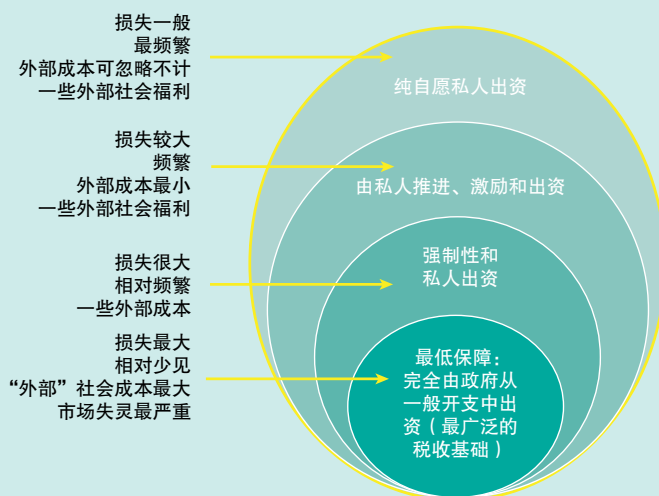 损失一般
最频繁
外部成本可忽略不计
一些外部社会福利
纯自愿私人出资
损失较大
频繁
外部成本最小
一些外部社会福利
由私人推进、激励和出资
损失很大
相对频繁
一些外部成本
强制性和
私人出资
损失最大
相对少见
“外部”社会成本最大
市场失灵最严重
最低保障：
完全由政府从
一般开支中出
资（最广泛的
税收基础）